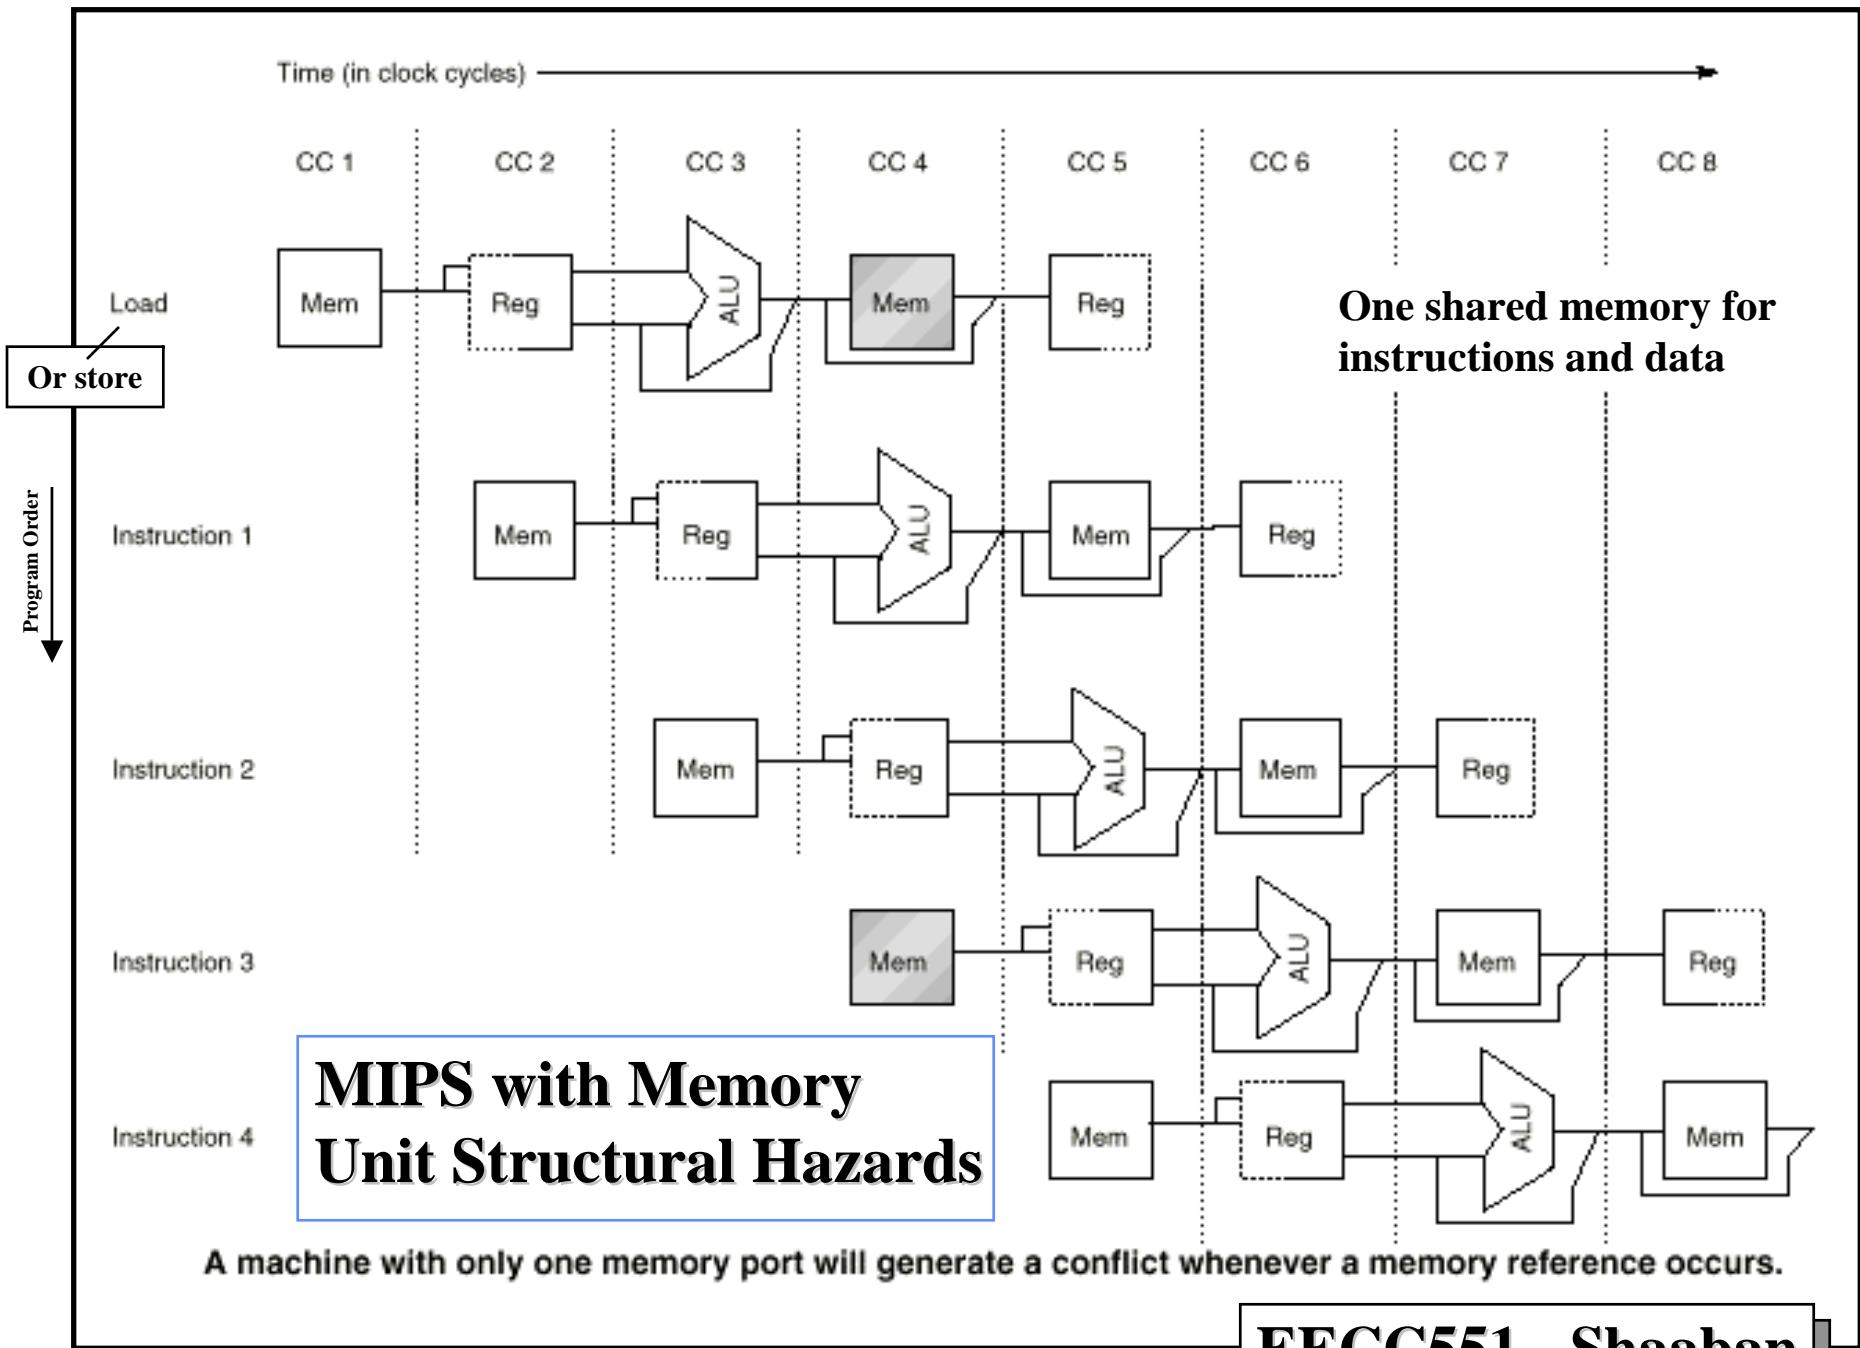 Time (in clock cycles)
CC 1 CC 2 CC 3 CC 4 CC 5 CC 6 CC 7 CC 8
Load Mem Reg ALU Mem Reg
One shared memory for
instructions and data
Or store
Program Order
Instruction 1 Mem Reg ALU Mem Reg
Instruction 2 Mem Reg ALU Mem Reg
Instruction 3 Mem Reg ALU Mem Reg
MIPS with Memory
Unit Structural Hazards
Instruction 4 Mem Reg ALU Mem
A machine with only one memory port will generate a conflict whenever a memory reference occurs.
EECC551 - Shaaban